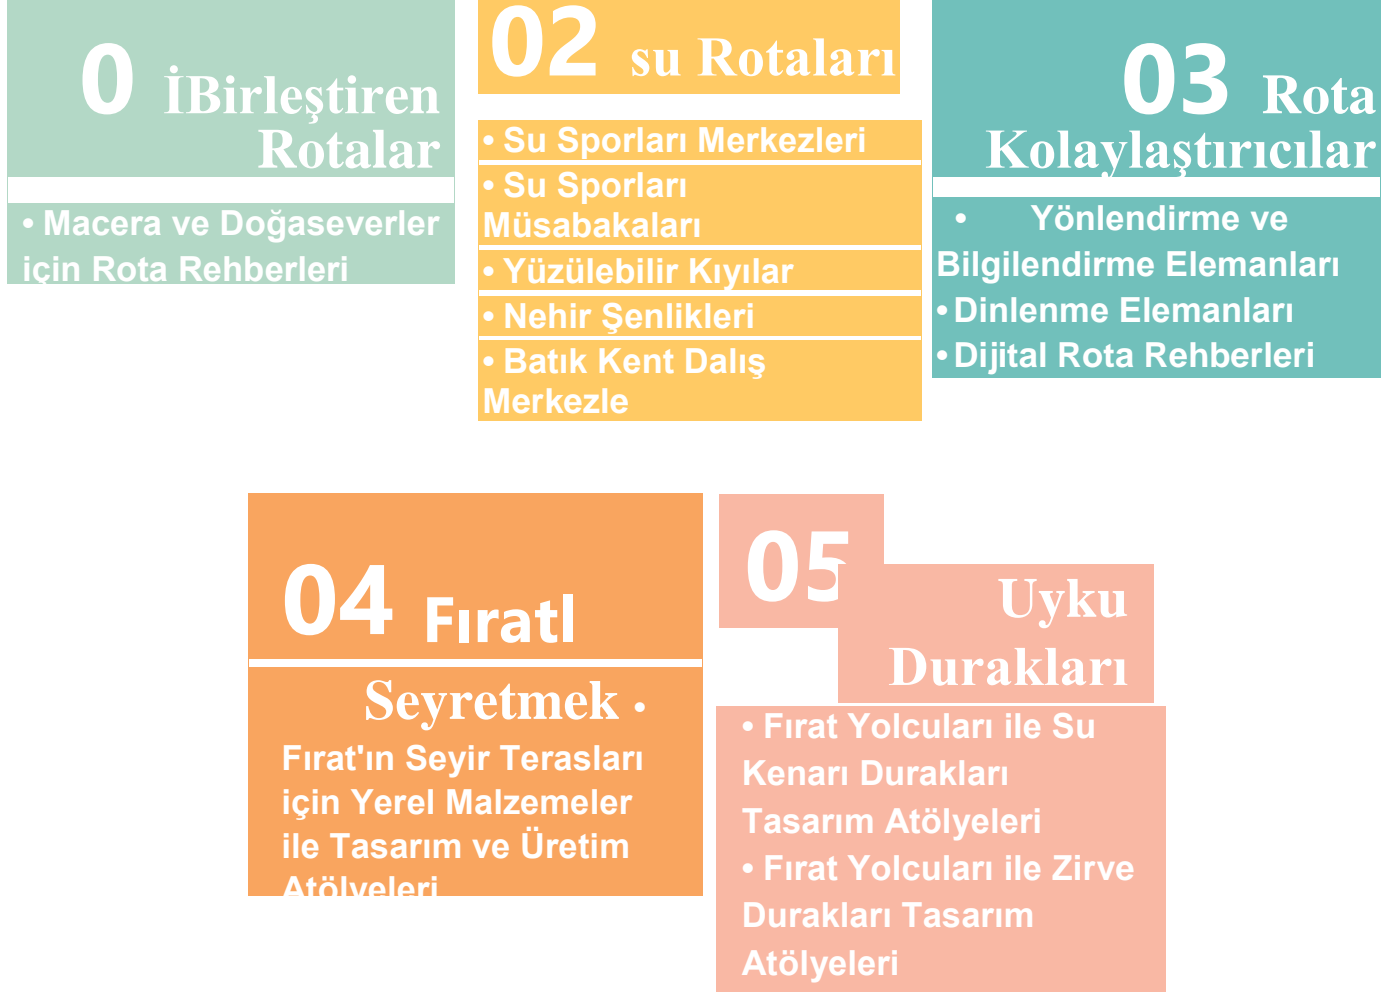 0 İBirleştiren
Rotalar
• Macera ve Doğaseverler
için Rota Rehberleri
02 su Rotaları
• Su Sporları Merkezleri
• Su Sporları
Müsabakaları
• Yüzülebilir Kıyılar
• Nehir Şenlikleri
• Batık Kent Dalış
Merkezle
03 Rota
Kolaylaştırıcılar
• Yönlendirme ve
Bilgilendirme Elemanları
• Dinlenme Elemanları
• Dijital Rota Rehberleri
04 Fıratl
Seyretmek •
Fırat'ın Seyir Terasları
için Yerel Malzemeler
ile Tasarım ve Üretim
Atölyeleri
05
Uyku
Durakları
• Fırat Yolcuları ile Su
Kenarı Durakları
Tasarım Atölyeleri
• Fırat Yolcuları ile Zirve
Durakları Tasarım
Atölyeleri